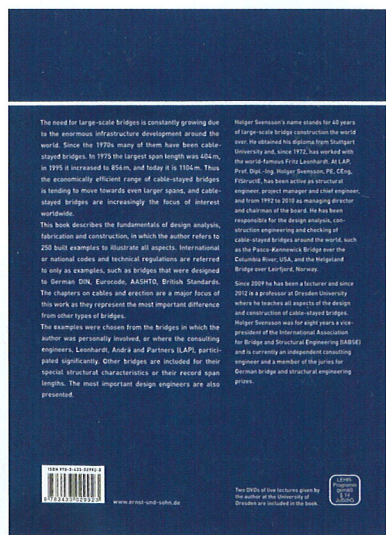 The need for large-scale bridges is constantly growing due
to the enormous infrastructure development around the
world. Since the 1970s many of them have been cable-
stayed bridges. In 1975 the largest span length was 404 m,
in 1995 it increased to 856 m, and today it is 1104 m. Thus
the economically efficient range of cable-stayed bridges
is tending to move towards even larger spans, and cable-
stayed bridges are increasingly the focus of interest
worldwide.
This book describes the fundamentals of design analysis,
fabrication and construction, in which the author refers to
250 built examples to illustrate all aspects. International
or national codes and technical regulations are referred
to only as examples, such as bridges that were designed
to German DIN, Eurocode, AASHTO, British Standards.
The chapters on cables and erection are a major focus of
this work as they represent the most important difference
from other types of bridges.
The examples were chosen from the bridges in which the
author was personally involved, or where the consulting
engineers, Leonhardt, Andrä and Partners (LAP), partici-
pated significantly. Other bridges are included for their
special structural characteristics or their record span
lengths. The most important design engineers are also
presented.
Holger Svensson's name stands for 40 years
of large-scale bridge construction the world
over. He obtained his diploma from Stuttgart
University and, since 1972, has worked with
the world-famous Fritz Leonhardt. At LAP,
Prof. Dipl.-Ing. Holger Svensson, PE, CEng,
FIStructE, has been active as structural
engineer, project manager and chief engineer,
and from 1992 to 2010 as managing director
and chairman of the board. He has been
responsible for the design analysis, con-
struction engineering and checking of
cable-stayed bridges around the world, such
as the Pasco-Kennewick Bridge over the
Columbia River, USA, and the Helgeland
Bridge over Leirfjord, Norway.
Since 2009 he has been a lecturer and since
2012 is a professor at Dresden University
where he teaches all aspects of the design
and construction of cable-stayed bridges.
Holger Svensson was for eight years a vice-
president of the International Association
for Bridge and Structural Engineering (IABSE)
and is currently an independent consulting
engineer and a member of the juries for
German bridge and structural engineering
prizes.
ISBN 978-3-433-02992-3
9 783433 029923
www.ernst-und-sohn.de
Two DVDs of live lectures given by
the author at the University of
Dresden are included in the book.
LEHR-
Programm
gemäß
§ 14
JuSchG